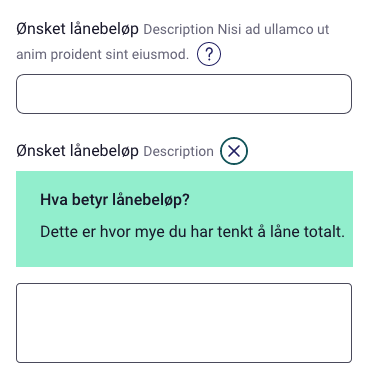 Ønsket lånebeløp Description Nisi ad ullamco ut
anim proident sint eiusmod. ?
Ønsket lånebeløp Description
Hva betyr lånebeløp?
Dette er hvor mye du har tenkt å låne totalt.